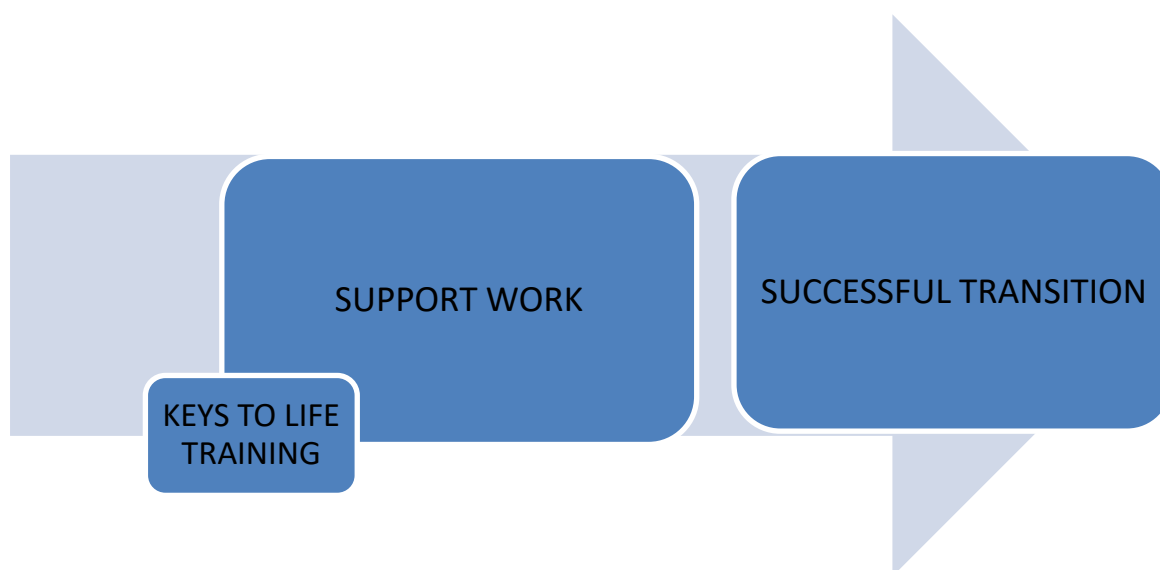 SUPPORT WORK
SUCCESSFUL TRANSITION
KEYS TO LIFE
TRAINING